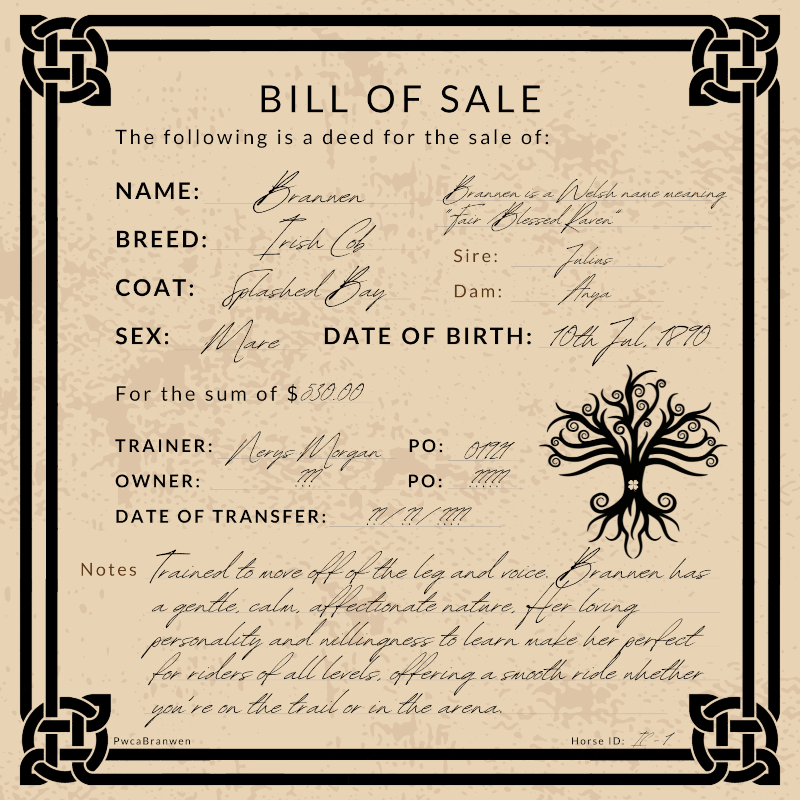 BILL OF SALE
The following is a deed for the sale of:
NAME: Brannen
Brannen is a Welsh name meaning
"Fair Blessed Raven"
BREED: Irish Cob
Sire: Julius
COAT: Splashed Bay
Dam: Anya
SEX: Mare DATE OF BIRTH: 10th Jul, 1890
For the sum of $530.00
TRAINER: Nerys Morgan PO: 01921
OWNER: ??? PO: ?????
DATE OF TRANSFER: ??/??/????
Notes Trained to move off of the leg and voice. Brannen has
a gentle, calm, affectionate nature. Her loving
personality and willingness to learn make her perfect
for riders of all levels, offering a smooth ride whether
you're on the trail or in the arena.
PwcaBranwen
Horse ID: IC-1